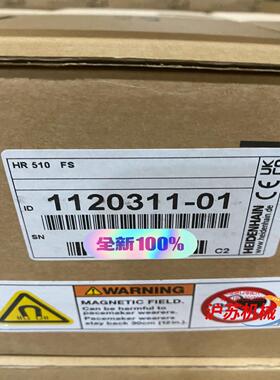 HR 510 FS
ID 1120311-01
SN
全新100%
C2
HEIDENHAIN
www.heidenhain.de
CE UK CA
WARNING
MAGNETIC FIELD.
Can be harmful to
pacemaker wearers.
Pacemaker wearers
stay back 30cm (12in.)
沪苏机械